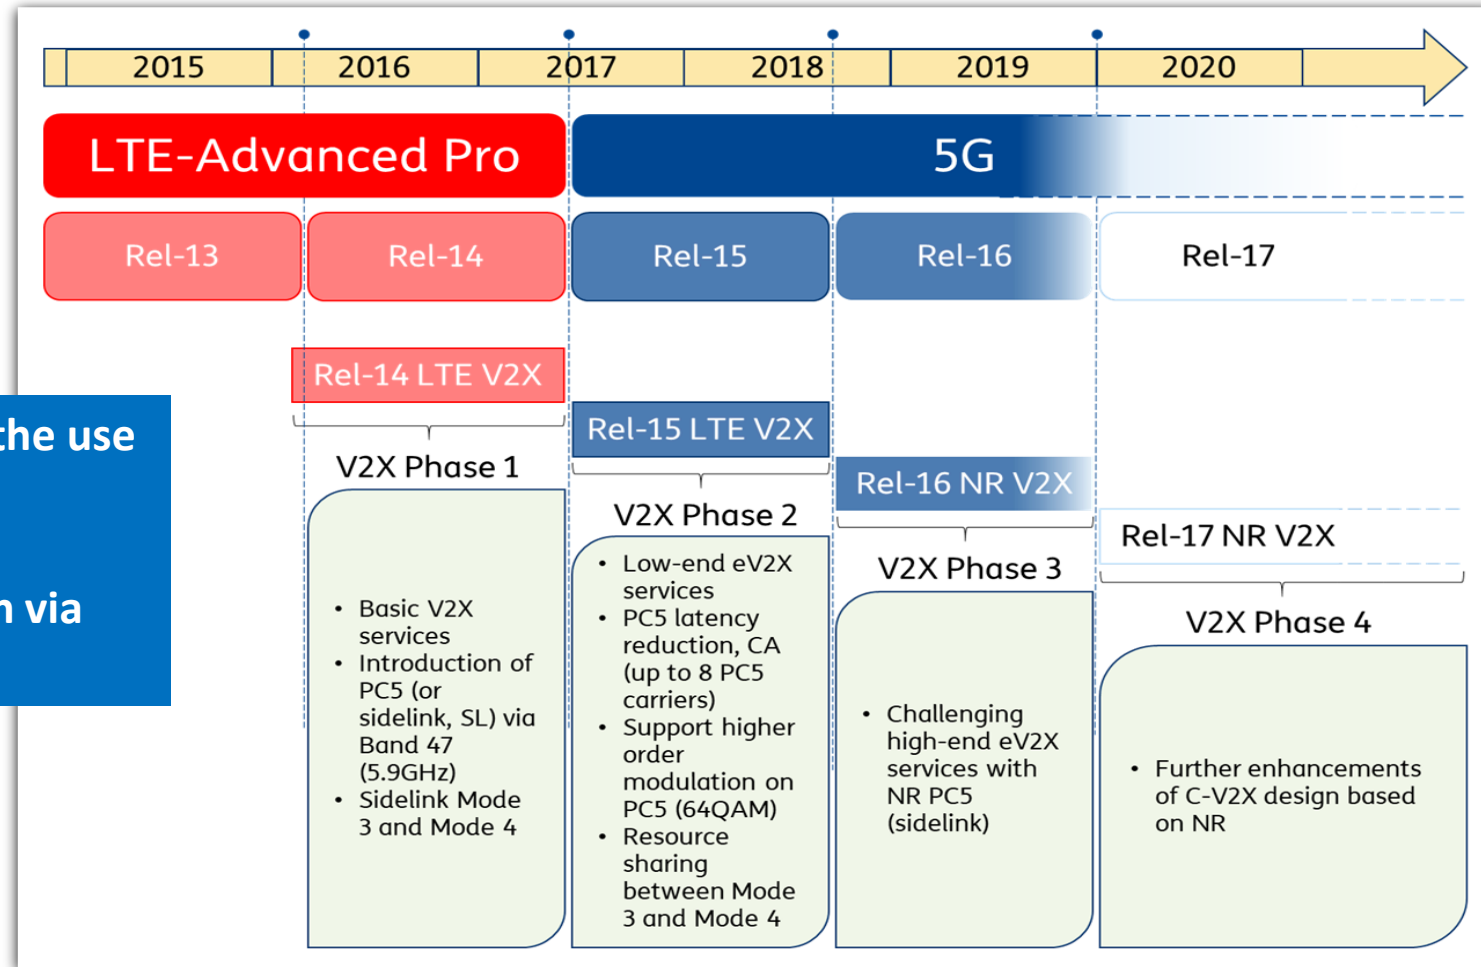 2015 2016 2017 2018 2019 2020
LTE-Advanced Pro 5G
Rel-13 Rel-14 Rel-15 Rel-16 Rel-17
the use
via
Rel-14 LTE V2X
V2X Phase 1
• Basic V2X
services
• Introduction of
PC5 (or
sidelink, SL) via
Band 47
(5.9GHz)
• Sidelink Mode
3 and Mode 4
Rel-15 LTE V2X
V2X Phase 2
• Low-end eV2X
services
• PC5 latency
reduction, CA
(up to 8 PC5
carriers)
• Support higher
order
modulation on
PC5 (64QAM)
• Resource
sharing
between Mode
3 and Mode 4
Rel-16 NR V2X
V2X Phase 3
• Challenging
high-end eV2X
services with
NR PC5
(sidelink)
Rel-17 NR V2X
V2X Phase 4
• Further enhancements
of C-V2X design based
on NR